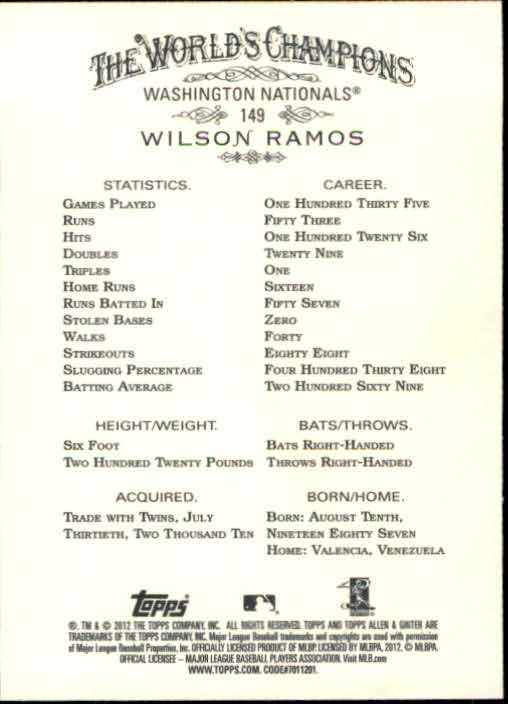 THE WORLD'S CHAMPIONS
WASHINGTON NATIONALS®
149
WILSON RAMOS
STATISTICS. CAREER.
GAMES PLAYED ONE HUNDRED THIRTY FIVE
RUNS FIFTY THREE
HITS ONE HUNDRED TWENTY SIX
DOUBLES TWENTY NINE
TRIPLES ONE
HOME RUNS SIXTEEN
RUNS BATTED IN FIFTY SEVEN
STOLEN BASES ZERO
WALKS FORTY
STRIKEOUTS EIGHTY EIGHT
SLUGGING PERCENTAGE FOUR HUNDRED THIRTY EIGHT
BATTING AVERAGE TWO HUNDRED SIXTY NINE
HEIGHT/WEIGHT. BATS/THROWS.
SIX FOOT BATS RIGHT-HANDED
TWO HUNDRED TWENTY POUNDS THROWS RIGHT-HANDED
ACQUIRED. BORN/HOME.
TRADE WITH TWINS, JULY BORN: AUGUST TENTH,
THIRTIETH, TWO THOUSAND TEN NINETEEN EIGHTY SEVEN
HOME: VALENCIA, VENEZUELA
Topps
®, TM & © 2012 THE TOPPS COMPANY, INC. ALL RIGHTS RESERVED. TOPPS AND TOPPS ALLEN & GINTER ARE
TRADEMARKS OF THE TOPPS COMPANY, INC. Major League Baseball trademarks and copyrights are used with permission
of Major League Baseball Properties, Inc. OFFICIALLY LICENSED PRODUCT OF MLBP. LICENSED BY MLBPA, 2012. © MLBPA.
OFFICIAL LICENSEE – MAJOR LEAGUE BASEBALL PLAYERS ASSOCIATION. Visit MLB.com
WWW.TOPPS.COM. CODE#7011201.